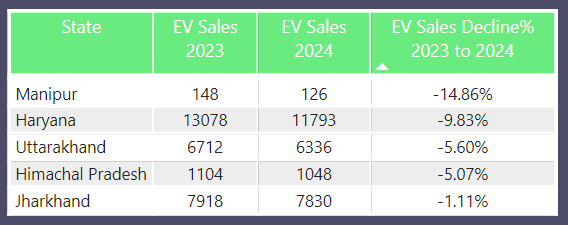 State EV Sales 2023 EV Sales 2024 EV Sales Decline% 2023 to 2024
Manipur 148 126 -14.86%
Haryana 13078 11793 -9.83%
Uttarakhand 6712 6336 -5.60%
Himachal Pradesh 1104 1048 -5.07%
Jharkhand 7918 7830 -1.11%